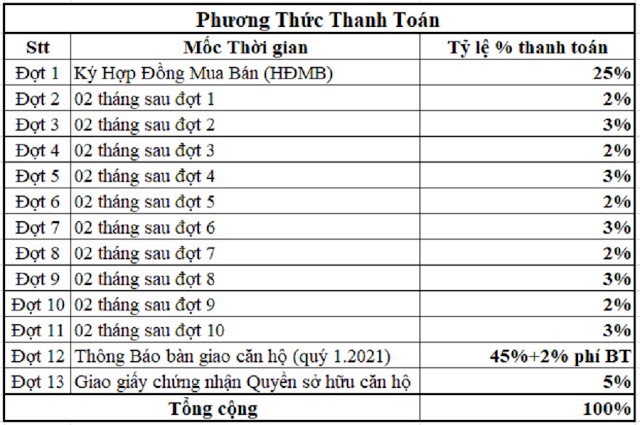 Phương Thức Thanh Toán
Stt Mốc Thời gian Tỷ lệ % thanh toán
Đợt 1 Ký Hợp Đồng Mua Bán (HĐMB) 25%
Đợt 2 02 tháng sau đợt 1 2%
Đợt 3 02 tháng sau đợt 2 3%
Đợt 4 02 tháng sau đợt 3 2%
Đợt 5 02 tháng sau đợt 4 3%
Đợt 6 02 tháng sau đợt 5 2%
Đợt 7 02 tháng sau đợt 6 3%
Đợt 8 02 tháng sau đợt 7 2%
Đợt 9 02 tháng sau đợt 8 3%
Đợt 10 02 tháng sau đợt 9 2%
Đợt 11 02 tháng sau đợt 10 3%
Đợt 12 Thông Báo bàn giao căn hộ (quý 1.2021) 45%+2% phí BT
Đợt 13 Giao giấy chứng nhận Quyền sở hữu căn hộ 5%
Tổng cộng 100%